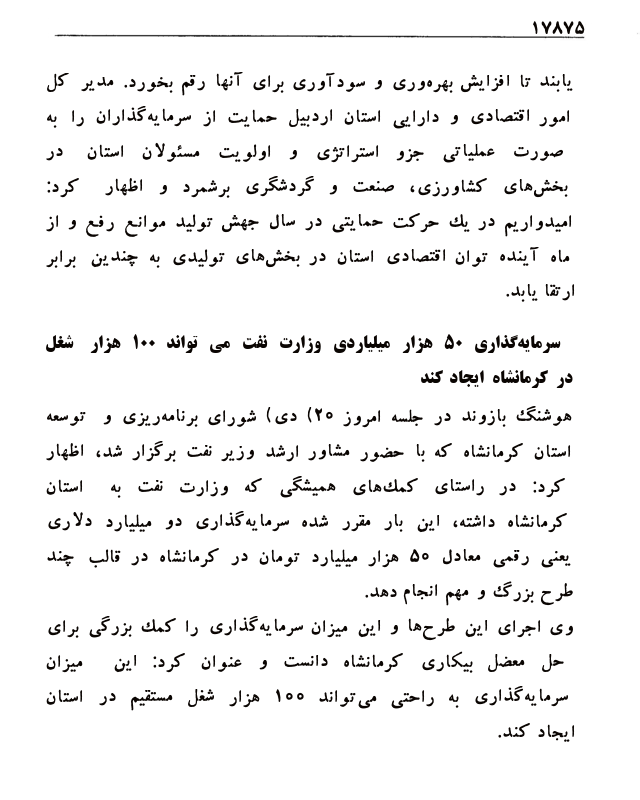 ۱۷۸۷۵
یابند تا افزایش بهره‌وری و سودآوری برای آنها رقم بخورد. مدیر کل
امور اقتصادی و دارایی استان اردبیل حمایت از سرمایه‌گذاران را به
صورت عملیاتی جزو استراتژی و اولویت مسئولان استان در
بخش‌های کشاورزی، صنعت و گردشگری برشمرد و اظهار کرد:
امیدواریم در یك حرکت حمایتی در سال جهش تولید موانع رفع و از
ماه آینده توان اقتصادی استان در بخش‌های تولیدی به چندین برابر
ارتقا یابد.
سرمایه‌گذاری ۵۰ هزار میلیاردی وزارت نفت می تواند ۱۰۰ هزار شغل
در کرمانشاه ایجاد کند
هوشنگ بازوند در جلسه امروز ۲۰) دی) شورای برنامه‌ریزی و توسعه
استان کرمانشاه که با حضور مشاور ارشد وزیر نفت برگزار شد، اظهار
کرد: در راستای کمك‌های همیشگی که وزارت نفت به استان
کرمانشاه داشته، این بار مقرر شده سرمایه‌گذاری دو میلیارد دلاری
یعنی رقمی معادل ۵۰ هزار میلیارد تومان در کرمانشاه در قالب چند
طرح بزرگ و مهم انجام دهد.
وی اجرای این طرح‌ها و این میزان سرمایه‌گذاری را کمك بزرگی برای
حل معضل بیکاری کرمانشاه دانست و عنوان کرد: این میزان
سرمایه‌گذاری به راحتی می‌تواند ۱۰۰ هزار شغل مستقیم در استان
ایجاد کند.